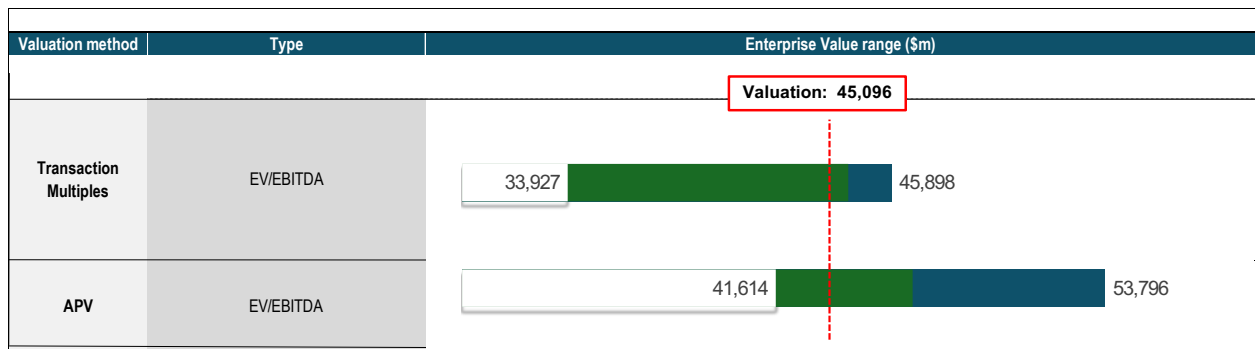 Valuation method Type Enterprise Value range ($m)
Valuation: 45,096
Transaction
Multiples
EV/EBITDA
33,927
45,898
APV
EV/EBITDA
41,614
53,796